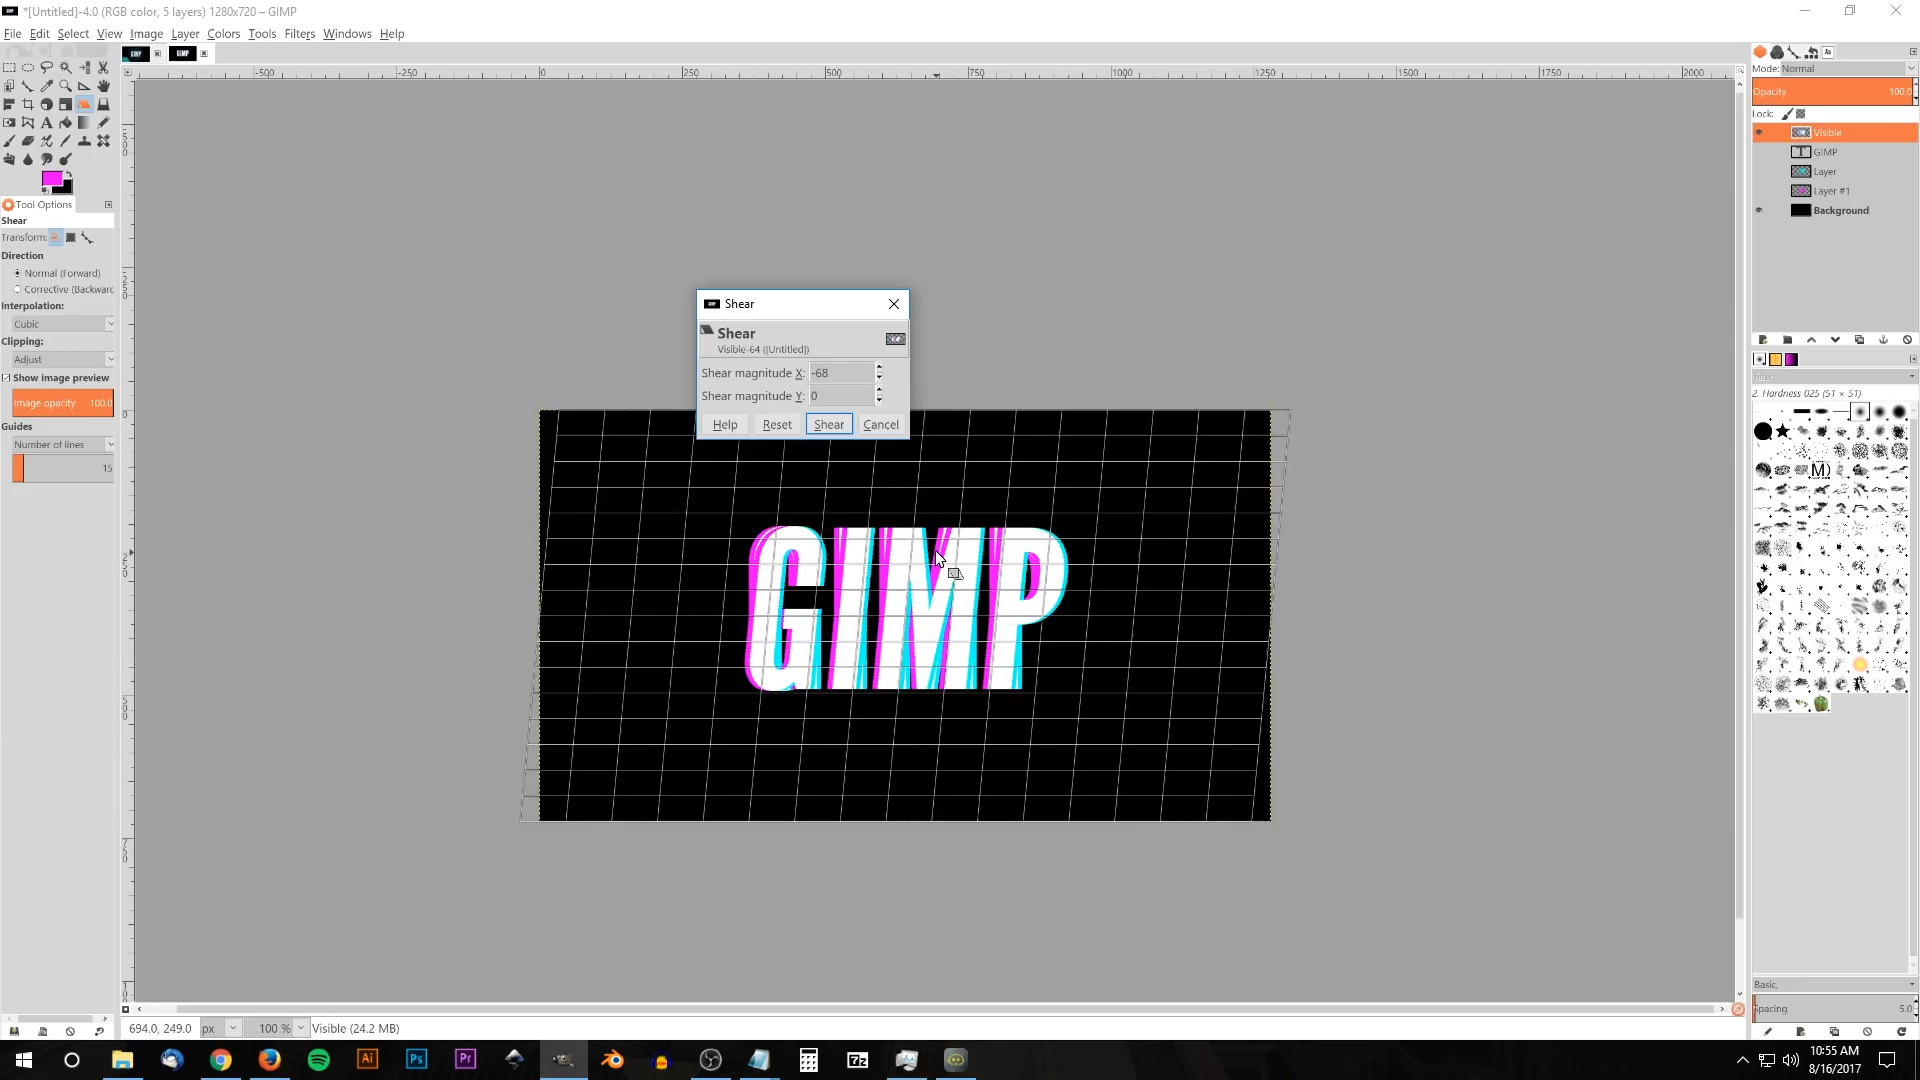 *[Untitled]-4.0 (RGB color, 5 layers) 1280x720 – GIMP
File Edit Select View Image Layer Colors Tools Filters Windows Help
-500 -250 0 250 500 750 1000 1250 1500 1750 2000
Mode: Normal
Opacity 100.0
Lock:
Visible
GIMP
Layer
Layer #1
Background
Tool Options
Shear
Transform:
Direction
Normal (Forward)
Corrective (Backward
Interpolation:
Cubic
Clipping:
Adjust
Show image preview
Image opacity 100.0
Guides
Number of lines
15
Shear
Shear
Visible-64 ([Untitled])
Shear magnitude X: -68
Shear magnitude Y: 0
Help Reset Shear Cancel
GIMP
filter
2. Hardness 025 (51 × 51)
Basic,
Spacing 5.0
694.0, 249.0 px 100 % Visible (24.2 MB)
Ai Ps Pr 7z
10:55 AM
8/16/2017